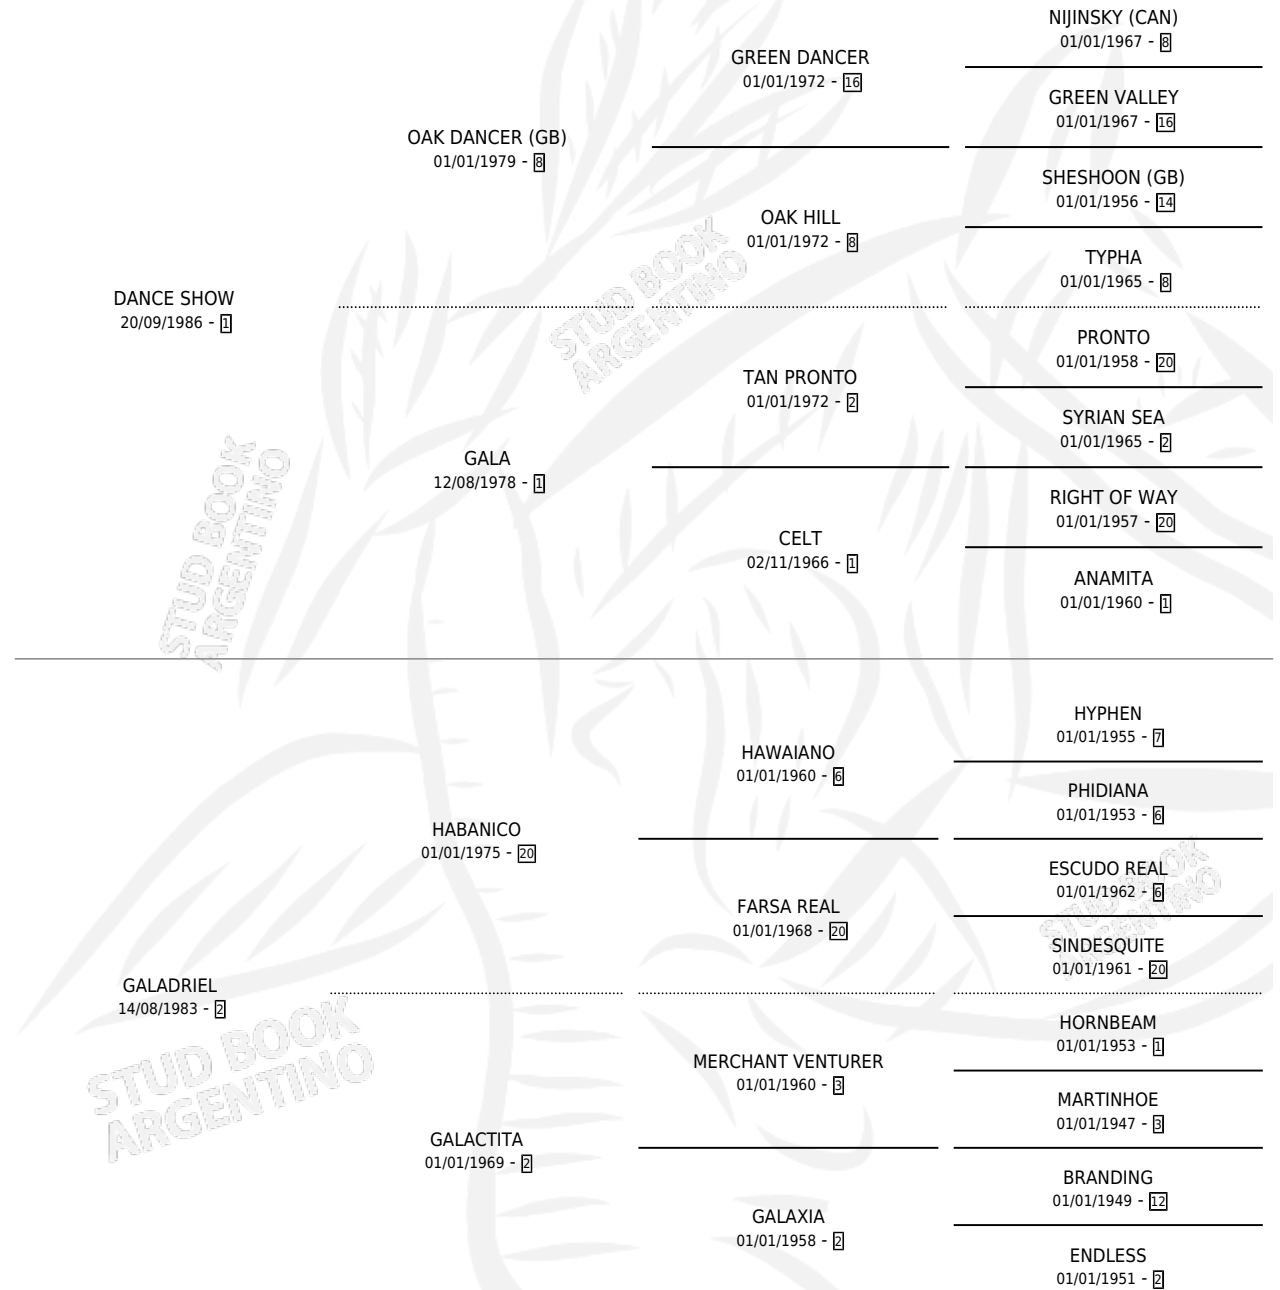 NIJINSKY (CAN)
01/01/1967 - 8
GREEN DANCER
01/01/1972 - 16
GREEN VALLEY
01/01/1967 - 16
OAK DANCER (GB)
01/01/1979 - 8
SHESHOON (GB)
01/01/1956 - 14
OAK HILL
01/01/1972 - 8
TYPHA
01/01/1965 - 8
DANCE SHOW
20/09/1986 - 1
PRONTO
01/01/1958 - 20
TAN PRONTO
01/01/1972 - 2
SYRIAN SEA
01/01/1965 - 2
GALA
12/08/1978 - 1
RIGHT OF WAY
01/01/1957 - 20
CELT
02/11/1966 - 1
ANAMITA
01/01/1960 - 1
STUD BOOK
ARGENTINO
STUD BOOK
ARGENTINO
HYPHEN
01/01/1955 - 7
HAWAIANO
01/01/1960 - 6
PHIDIANA
01/01/1953 - 6
HABANICO
01/01/1975 - 20
ESCUDO REAL
01/01/1962 - 6
FARSA REAL
01/01/1968 - 20
SINDESQUITE
01/01/1961 - 20
STUD BOOK
ARGENTINO
GALADRIEL
14/08/1983 - 2
HORNBEAM
01/01/1953 - 1
MERCHANT VENTURER
01/01/1960 - 3
MARTINHOE
01/01/1947 - 3
GALACTITA
01/01/1969 - 2
BRANDING
01/01/1949 - 12
GALAXIA
01/01/1958 - 2
ENDLESS
01/01/1951 - 2
STUD BOOK
ARGENTINO